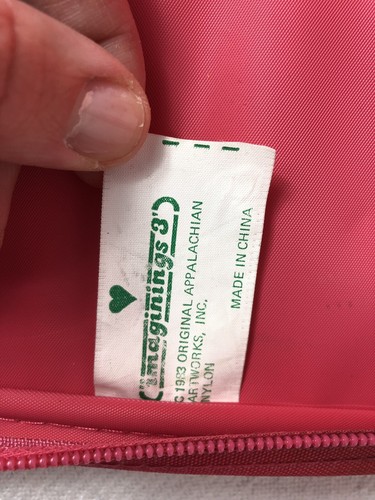 imaginings 3
© 1983 ORIGINAL APPALACHIAN
ARTWORKS, INC.
NYLON
MADE IN CHINA